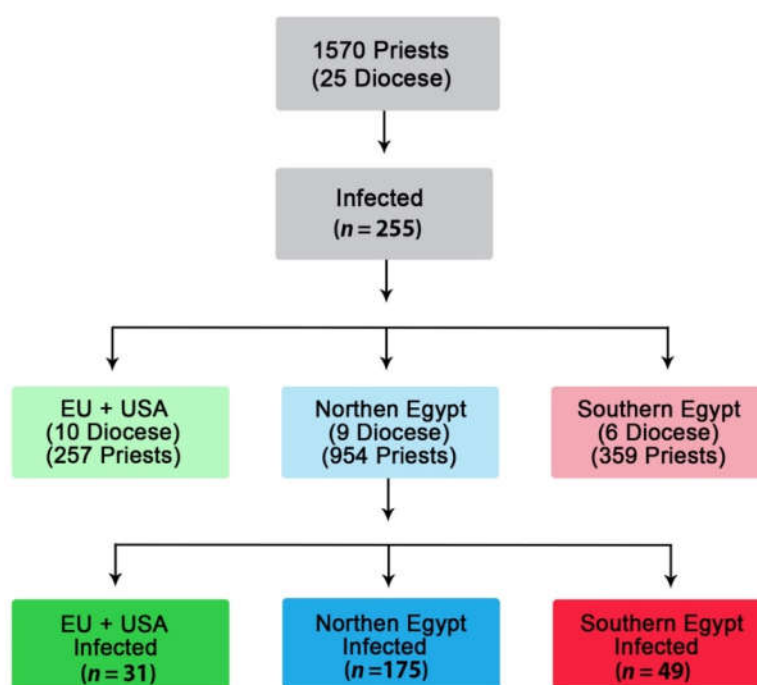 1570 Priests
(25 Diocese)
Infected
(n = 255)
EU + USA
(10 Diocese)
(257 Priests)
Northen Egypt
(9 Diocese)
(954 Priests)
Southern Egypt
(6 Diocese)
(359 Priests)
EU + USA
Infected
(n = 31)
Northen Egypt
Infected
(n =175)
Southern Egypt
Infected
(n = 49)